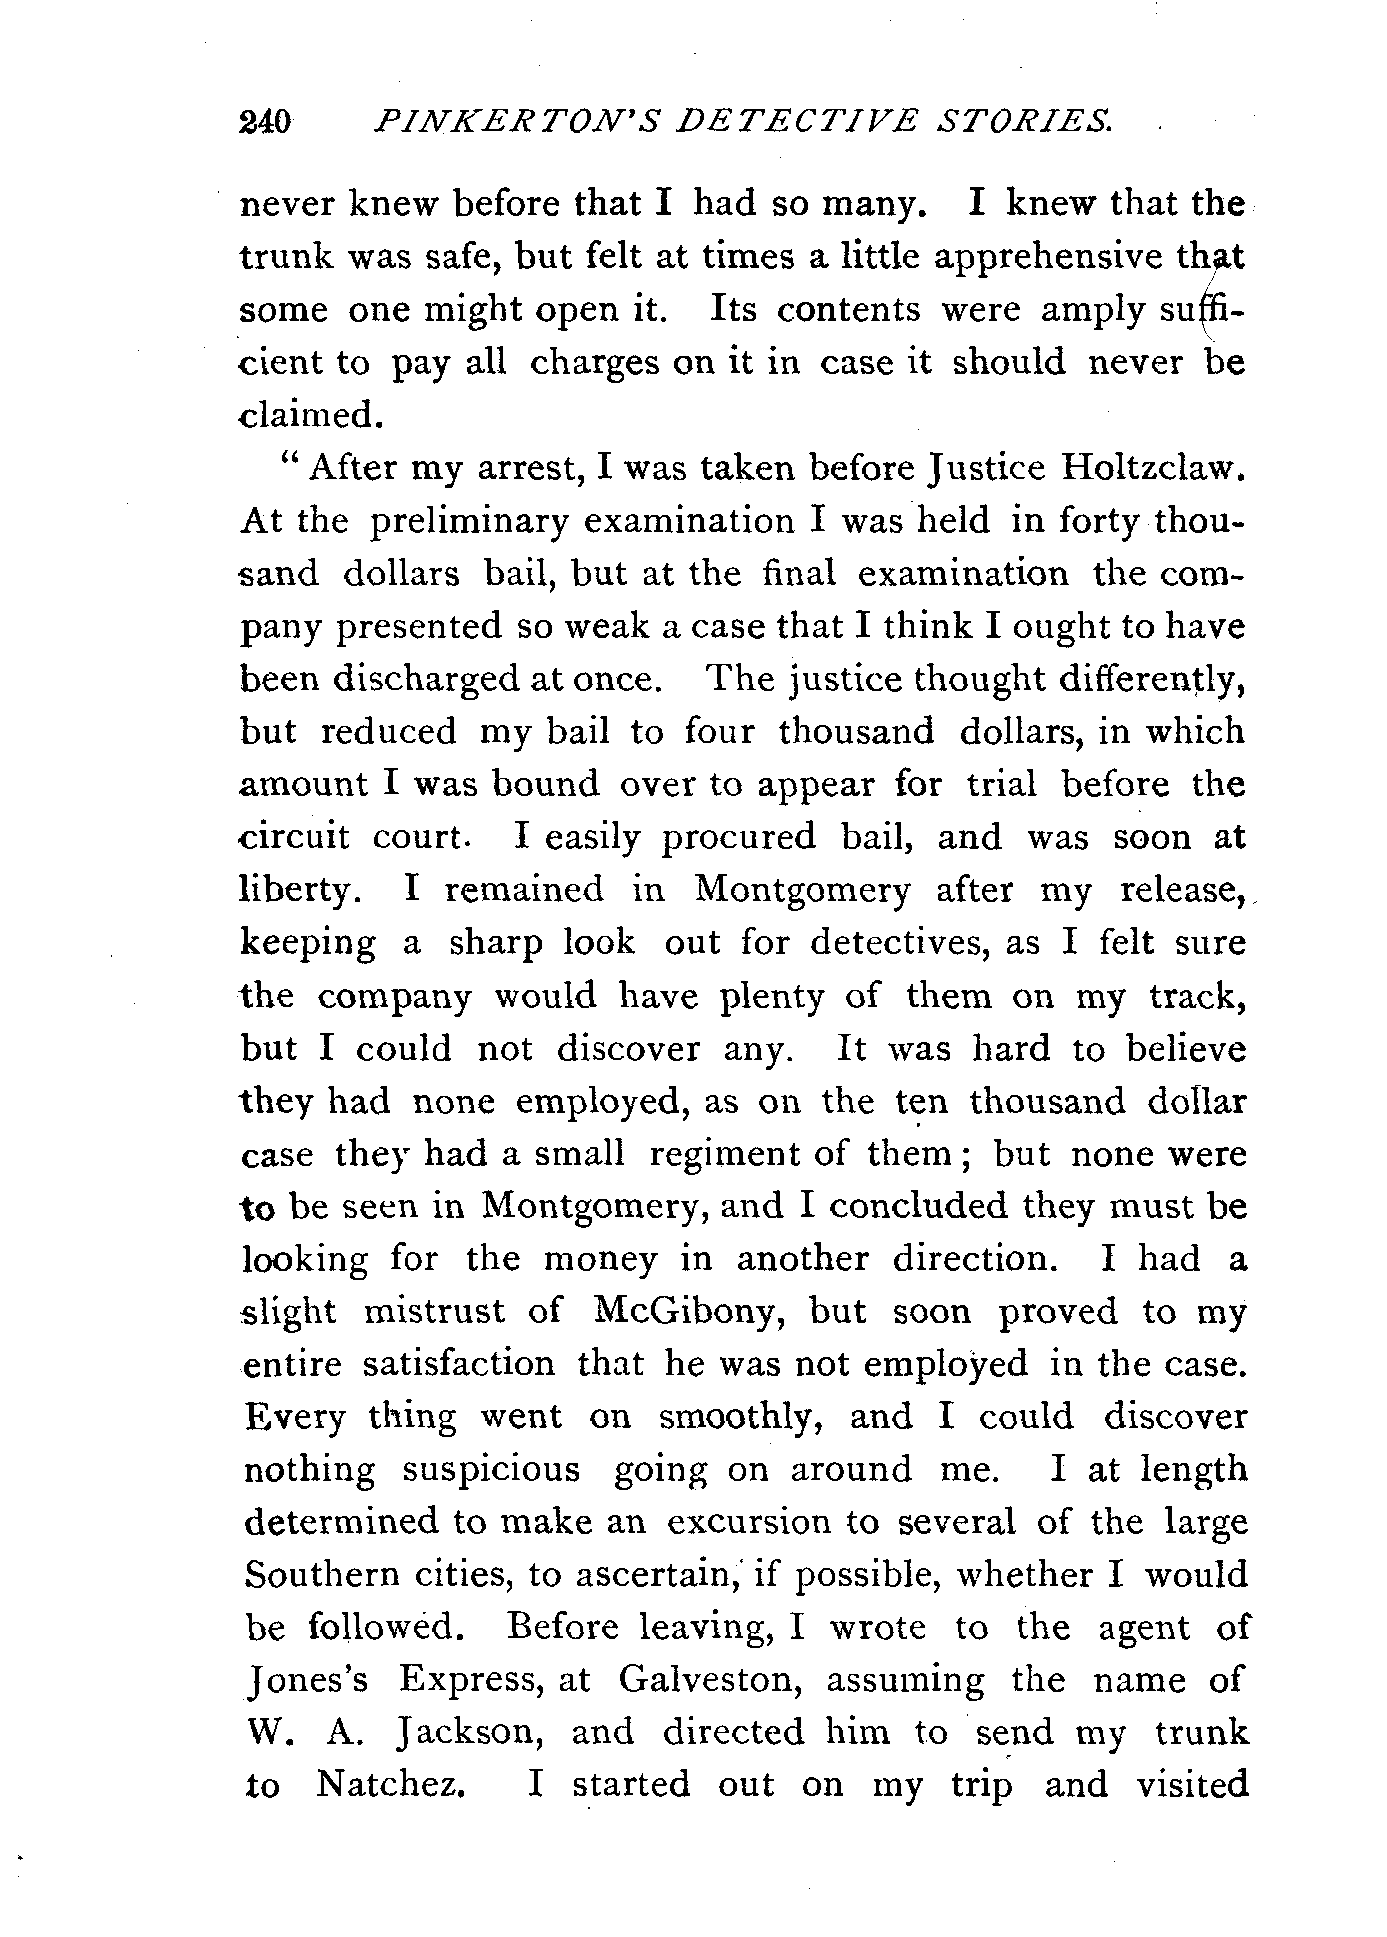 240 PINKERTON'S DETECTIVE STORIES.
never knew before that I had so many. I knew that the
trunk was safe, but felt at times a little apprehensive that
some one might open it. Its contents were amply suffi-
cient to pay all charges on it in case it should never be
claimed.
“ After my arrest, I was taken before Justice Holtzclaw.
At the preliminary examination I was held in forty thou-
sand dollars bail, but at the final examination the com-
pany presented so weak a case that I think I ought to have
been discharged at once. The justice thought differently,
but reduced my bail to four thousand dollars, in which
amount I was bound over to appear for trial before the
circuit court. I easily procured bail, and was soon at
liberty. I remained in Montgomery after my release,
keeping a sharp look out for detectives, as I felt sure
the company would have plenty of them on my track,
but I could not discover any. It was hard to believe
they had none employed, as on the ten thousand dollar
case they had a small regiment of them ; but none were
to be seen in Montgomery, and I concluded they must be
looking for the money in another direction. I had a
slight mistrust of McGibony, but soon proved to my
entire satisfaction that he was not employed in the case.
Every thing went on smoothly, and I could discover
nothing suspicious going on around me. I at length
determined to make an excursion to several of the large
Southern cities, to ascertain, if possible, whether I would
be followed. Before leaving, I wrote to the agent of
Jones's Express, at Galveston, assuming the name of
W. A. Jackson, and directed him to send my trunk
to Natchez. I started out on my trip and visited